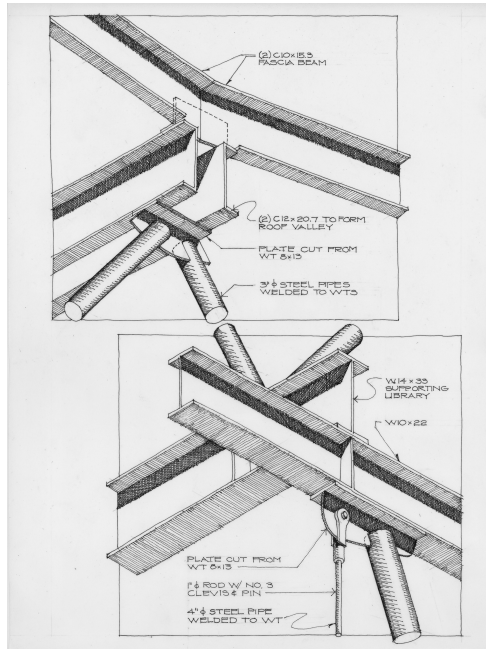 (2) C10×15.3
FASCIA BEAM
(2) C12×20.7 TO FORM
ROOF VALLEY
PLATE CUT FROM
WT 8×13
3"ϕ STEEL PIPES
WELDED TO WTS
W14×33
SUPPORTING
LIBRARY
W10×22
PLATE CUT FROM
WT 8×13
1"ϕ ROD W/ NO. 3
CLEVIS & PIN
4"ϕ STEEL PIPE
WELDED TO WT